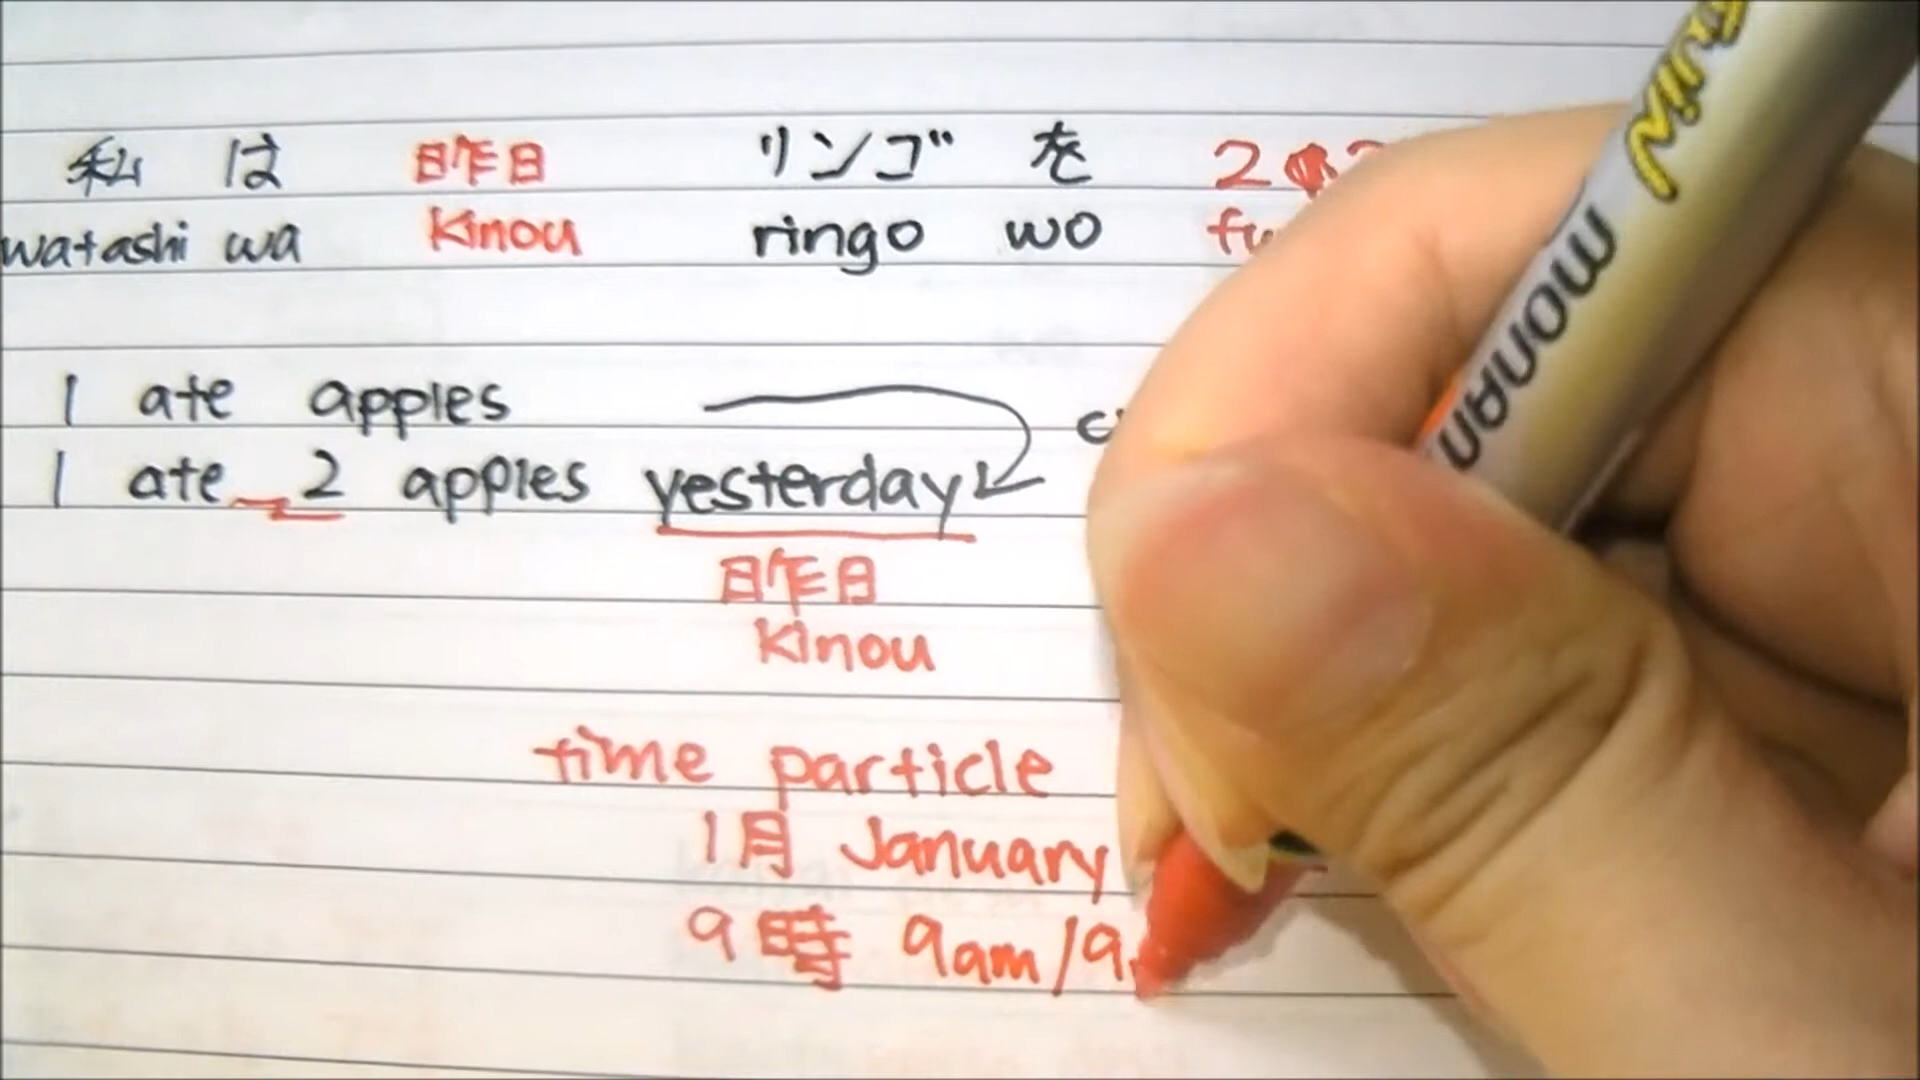 私 は 昨日 リンゴ を 2
watashi wa kinou ringo wo
I ate apples
I ate 2 apples yesterday
昨日
kinou
time particle
1月 January
9時 9am/9